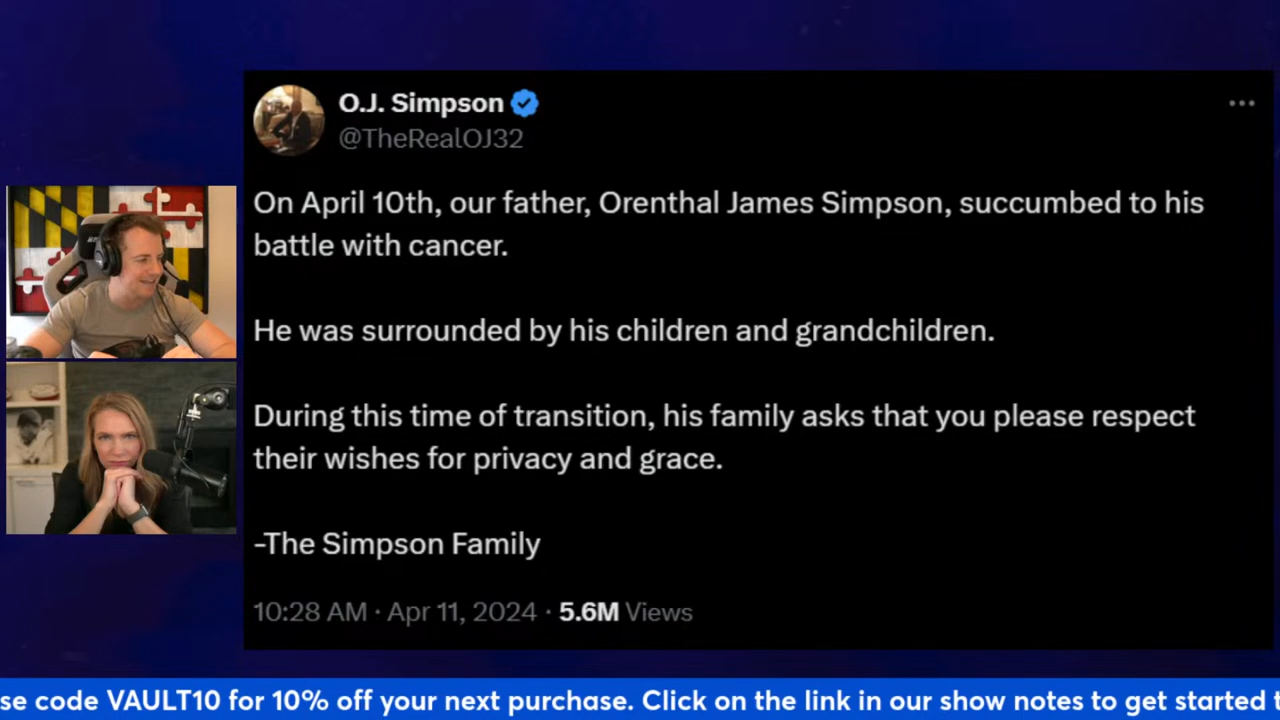 O.J. Simpson
@TheRealOJ32
On April 10th, our father, Orenthal James Simpson, succumbed to his
battle with cancer.
He was surrounded by his children and grandchildren.
During this time of transition, his family asks that you please respect
their wishes for privacy and grace.
-The Simpson Family
10:28 AM · Apr 11, 2024 · 5.6M Views
se code VAULT10 for 10% off your next purchase. Click on the link in our show notes to get started t